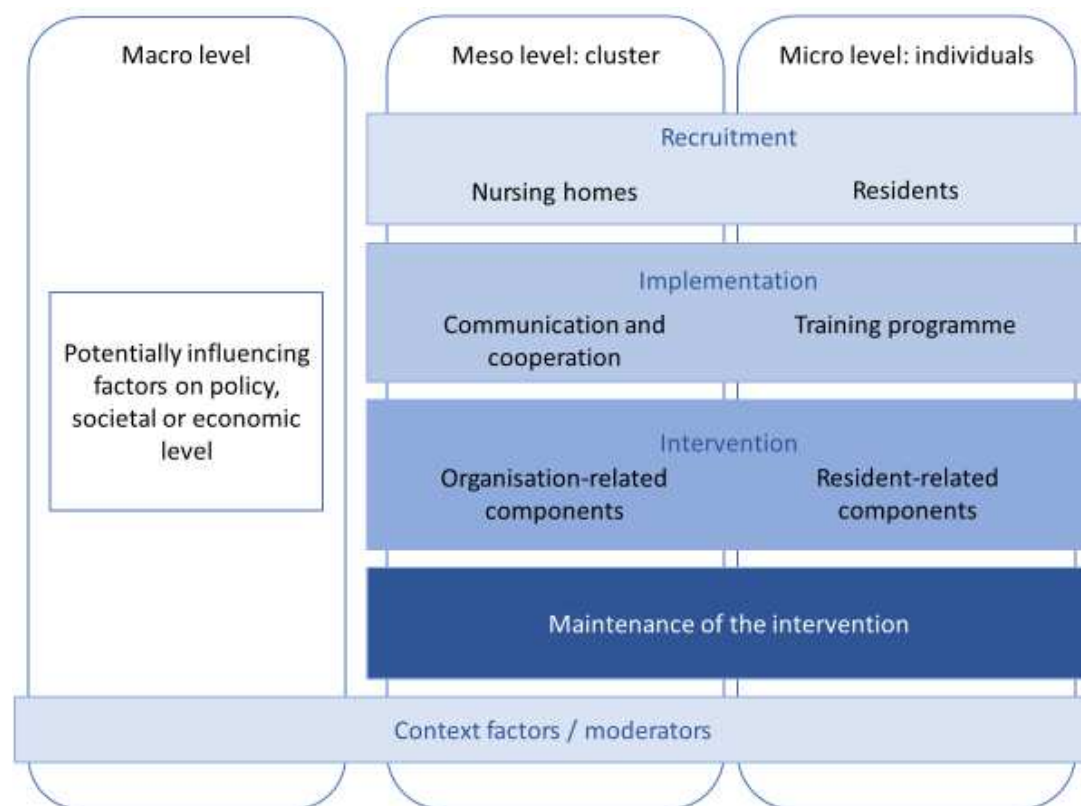 Macro level
Meso level: cluster
Micro level: individuals
Recruitment
Nursing homes
Residents
Implementation
Communication and
cooperation
Training programme
Potentially influencing
factors on policy,
societal or economic
level
Intervention
Organisation-related
components
Resident-related
components
Maintenance of the intervention
Context factors / moderators